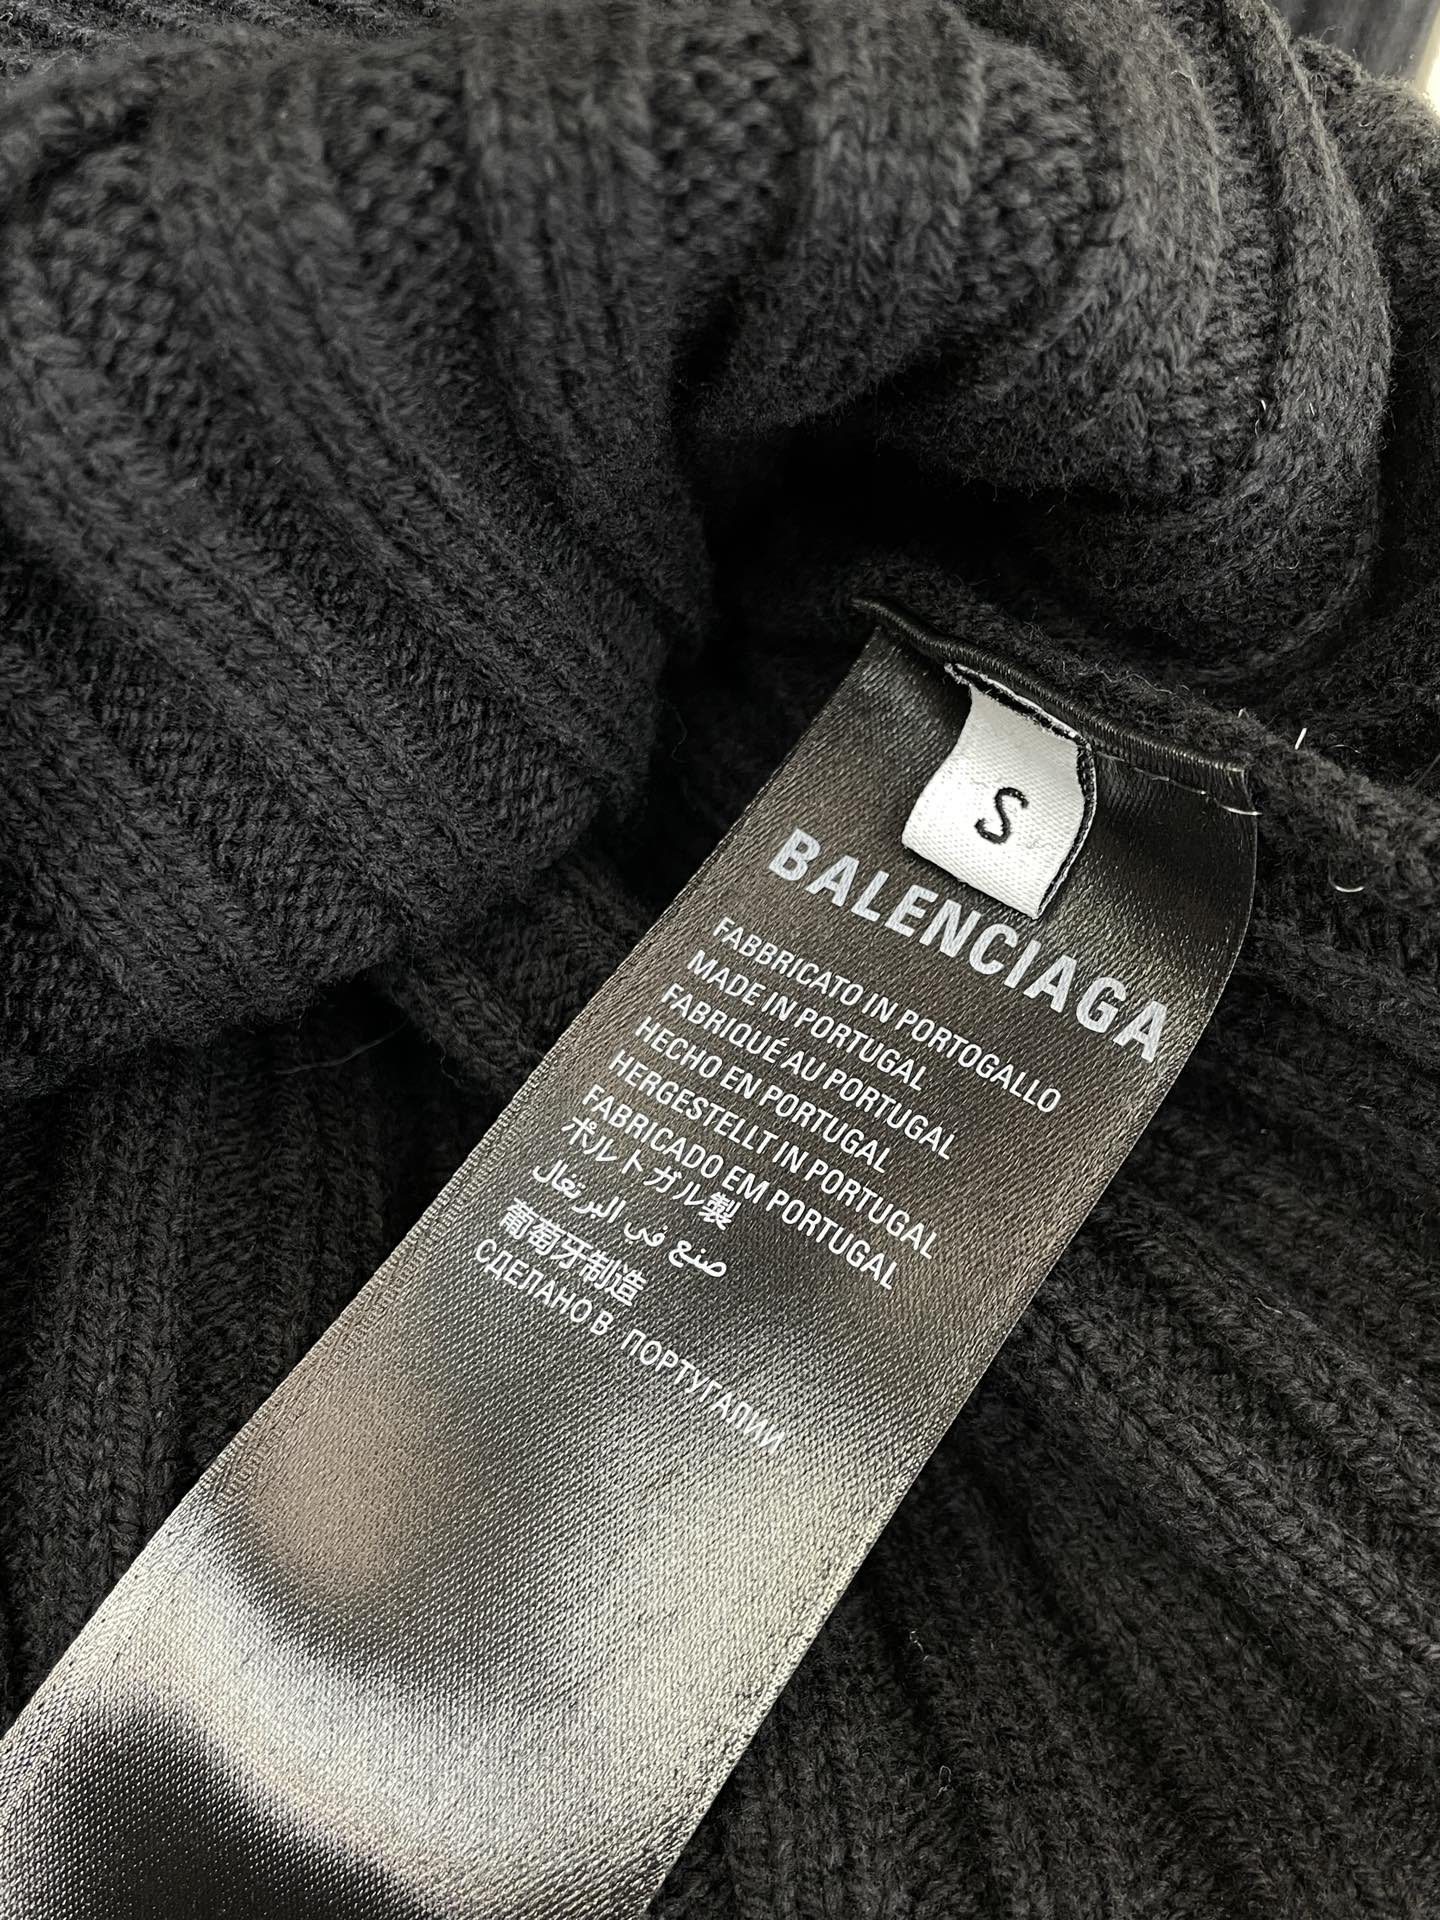 S
BALENCIAGA
FABBRICATO IN PORTOGALLO
MADE IN PORTUGAL
FABRIQUÉ AU PORTUGAL
HECHO EN PORTUGAL
HERGESTELLT IN PORTUGAL
FABRICADO EM PORTUGAL
ポルトガル製
صنع في البرتغال
葡萄牙制造
СДЕЛАНО В ПОРТУГАЛИИ